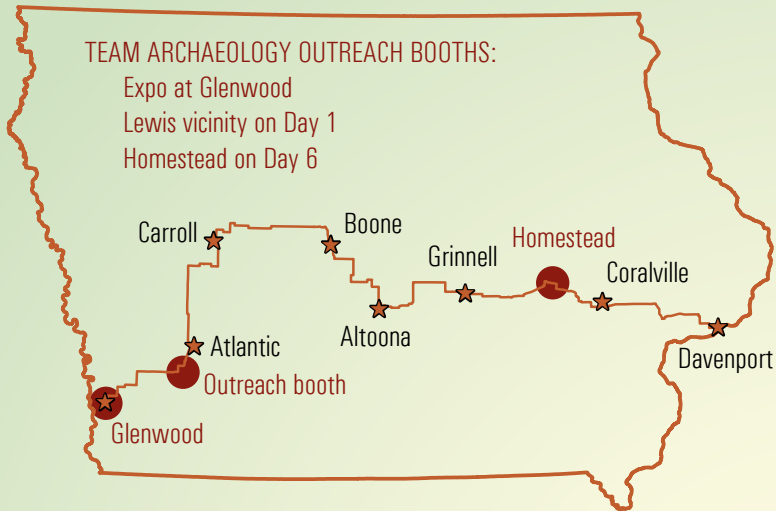 TEAM ARCHAEOLOGY OUTREACH BOOTHS:
Expo at Glenwood
Lewis vicinity on Day 1
Homestead on Day 6
Carroll
Boone
Grinnell
Homestead
Coralville
Altoona
Atlantic
Davenport
Outreach booth
Glenwood